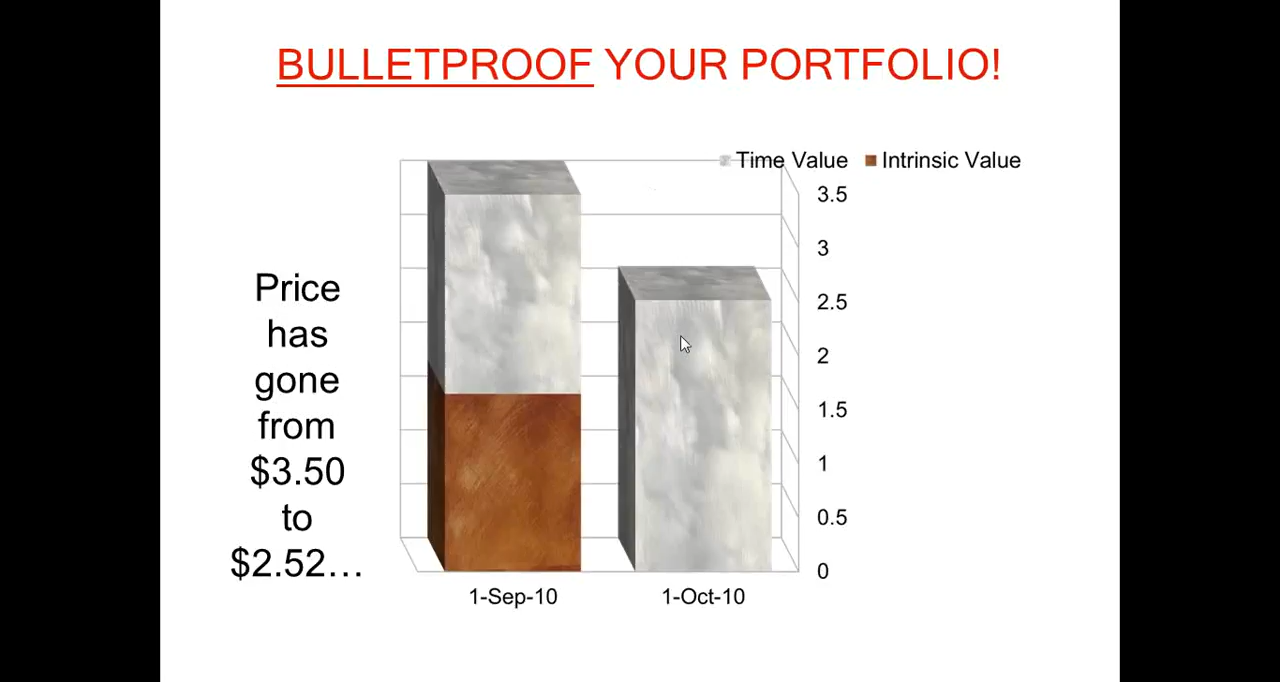 BULLETPROOF YOUR PORTFOLIO!
Time Value Intrinsic Value
Price
has
gone
from
$3.50
to
$2.52…
3.5
3
2.5
2
1.5
1
0.5
0
1-Sep-10 1-Oct-10